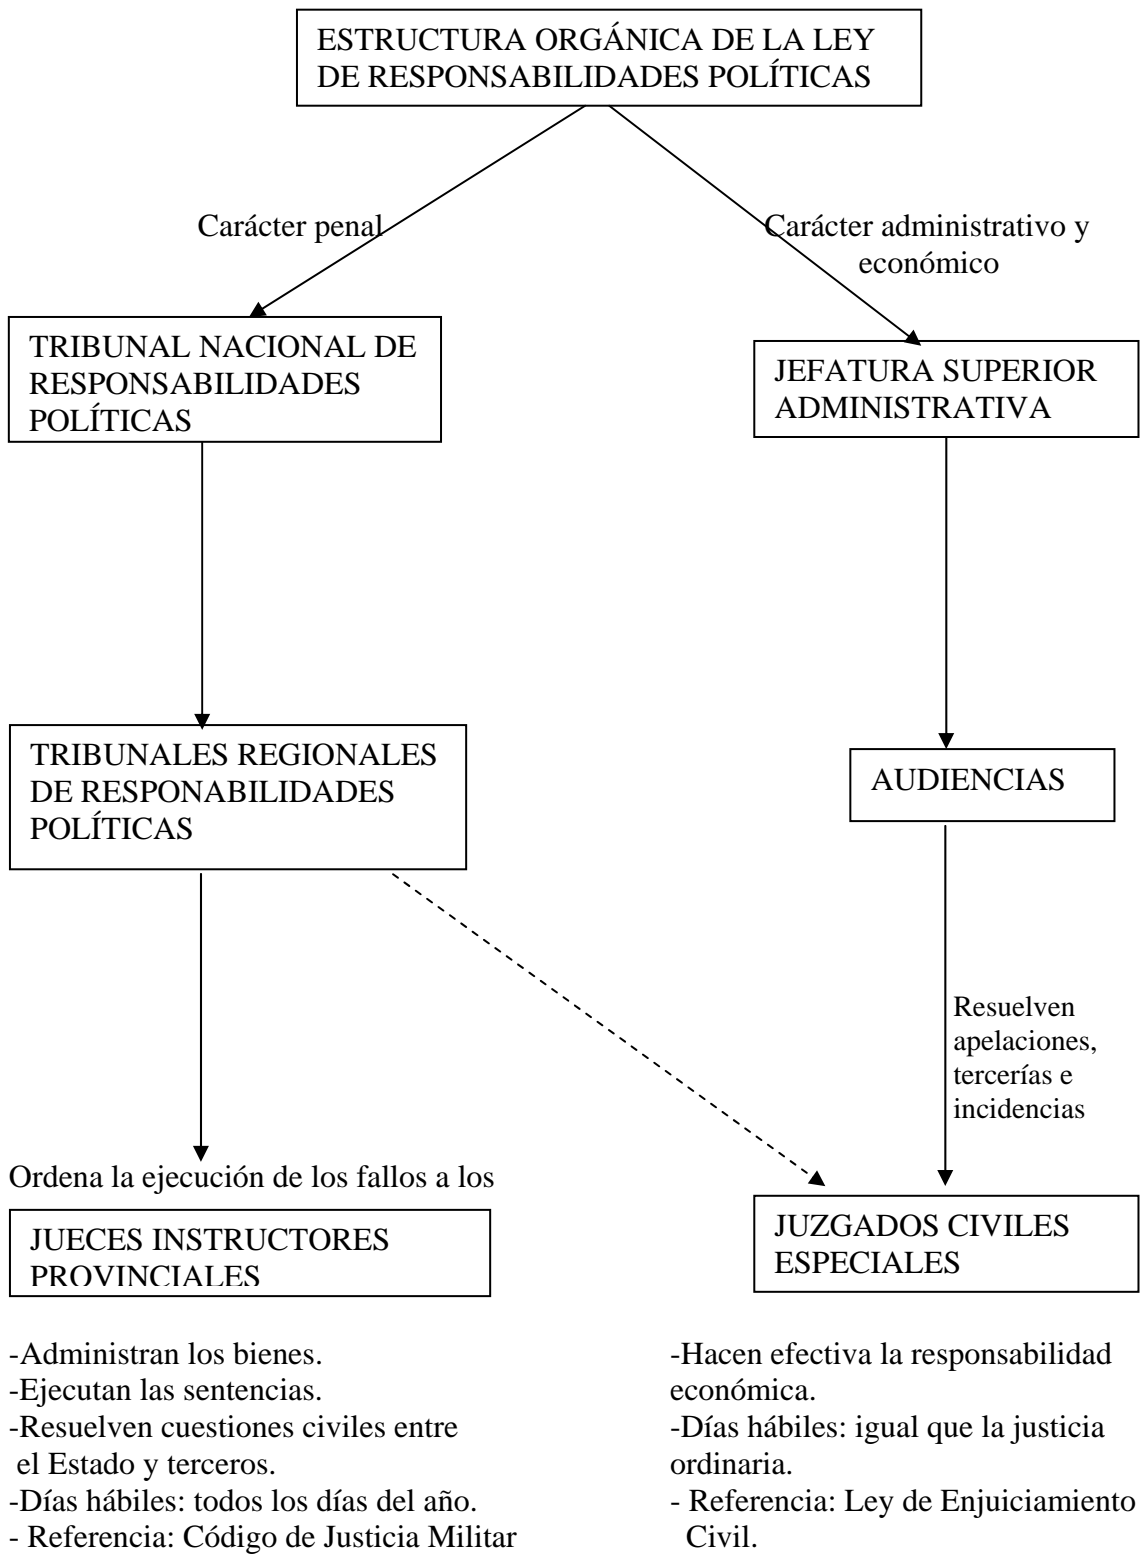 ESTRUCTURA ORGÁNICA DE LA LEY
DE RESPONSABILIDADES POLÍTICAS
Carácter penal
Carácter administrativo y
económico
TRIBUNAL NACIONAL DE
RESPONSABILIDADES
POLÍTICAS
JEFATURA SUPERIOR
ADMINISTRATIVA
TRIBUNALES REGIONALES
DE RESPONABILIDADES
POLÍTICAS
AUDIENCIAS
Resuelven
apelaciones,
tercerías e
incidencias
Ordena la ejecución de los fallos a los
JUECES INSTRUCTORES
PROVINCIALES
JUZGADOS CIVILES
ESPECIALES
-Administran los bienes.
-Ejecutan las sentencias.
-Resuelven cuestiones civiles entre
el Estado y terceros.
-Días hábiles: todos los días del año.
- Referencia: Código de Justicia Militar
-Hacen efectiva la responsabilidad
económica.
-Días hábiles: igual que la justicia
ordinaria.
- Referencia: Ley de Enjuiciamiento
Civil.